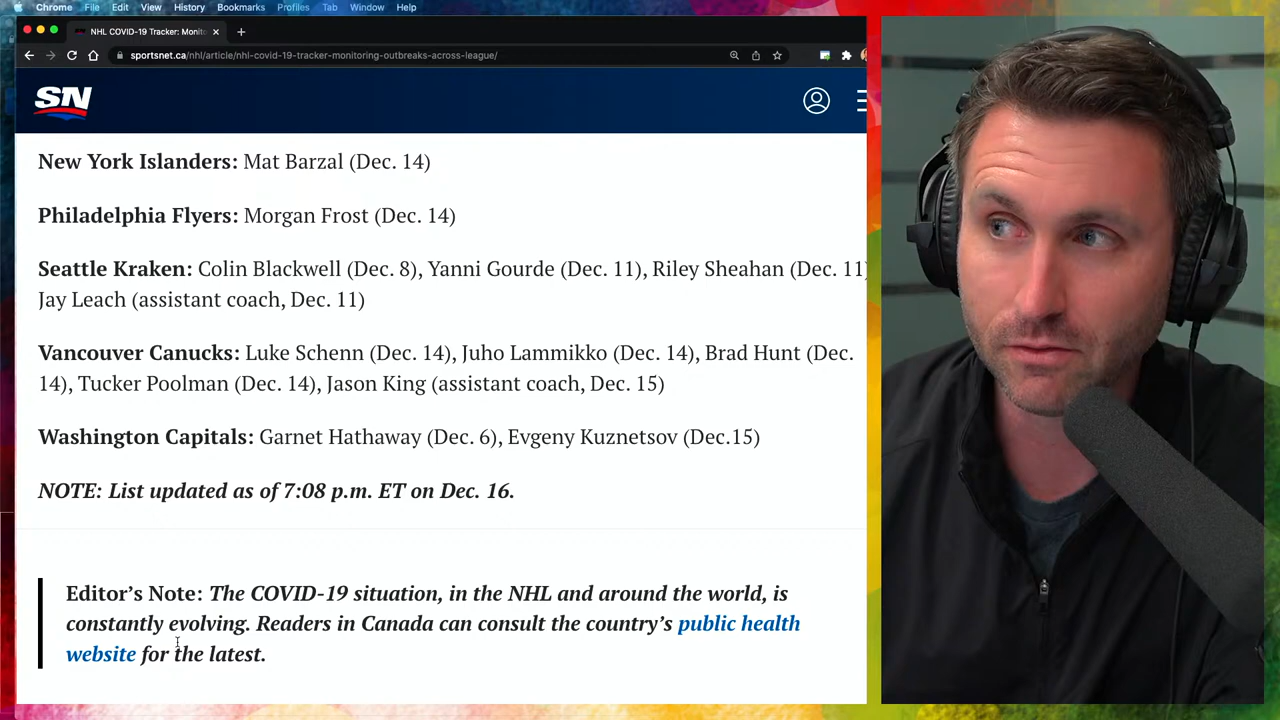 Chrome File Edit View History Bookmarks Profiles Tab Window Help
NHL COVID-19 Tracker: Monito
sportsnet.ca/nhl/article/nhl-covid-19-tracker-monitoring-outbreaks-across-league/
SN
New York Islanders: Mat Barzal (Dec. 14)
Philadelphia Flyers: Morgan Frost (Dec. 14)
Seattle Kraken: Colin Blackwell (Dec. 8), Yanni Gourde (Dec. 11), Riley Sheahan (Dec. 11)
Jay Leach (assistant coach, Dec. 11)
Vancouver Canucks: Luke Schenn (Dec. 14), Juho Lammikko (Dec. 14), Brad Hunt (Dec.
14), Tucker Poolman (Dec. 14), Jason King (assistant coach, Dec. 15)
Washington Capitals: Garnet Hathaway (Dec. 6), Evgeny Kuznetsov (Dec.15)
NOTE: List updated as of 7:08 p.m. ET on Dec. 16.
Editor's Note: The COVID-19 situation, in the NHL and around the world, is
constantly evolving. Readers in Canada can consult the country's public health
website for the latest.